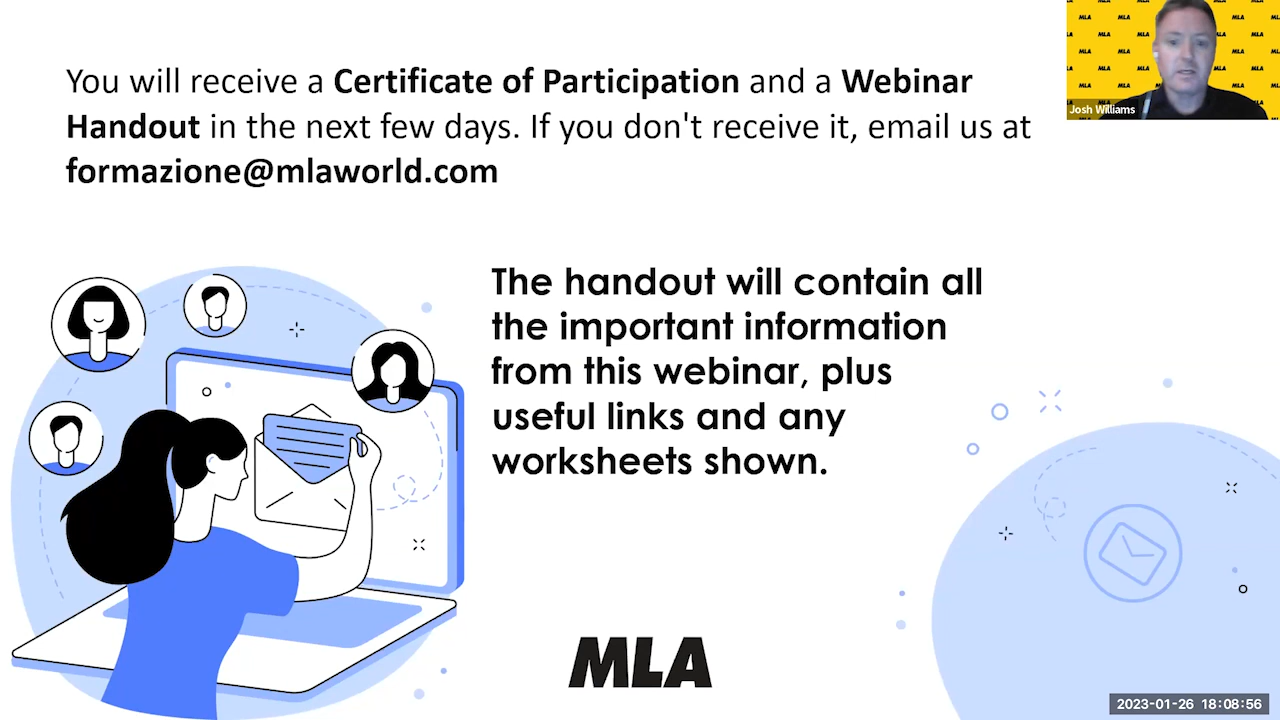 You will receive a Certificate of Participation and a Webinar
Handout in the next few days. If you don't receive it, email us at
formazione@mlaworld.com
The handout will contain all
the important information
from this webinar, plus
useful links and any
worksheets shown.
MLA
Josh Williams
2023-01-26 18:08:56